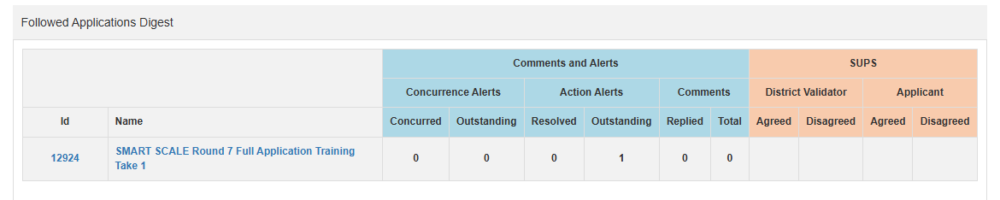 Followed Applications Digest
Comments and Alerts SUPS
Concurrence Alerts Action Alerts Comments District Validator Applicant
Id Name Concurred Outstanding Resolved Outstanding Replied Total Agreed Disagreed Agreed Disagreed
12924 SMART SCALE Round 7 Full Application Training 0 0 0 1 0 0
Take 1